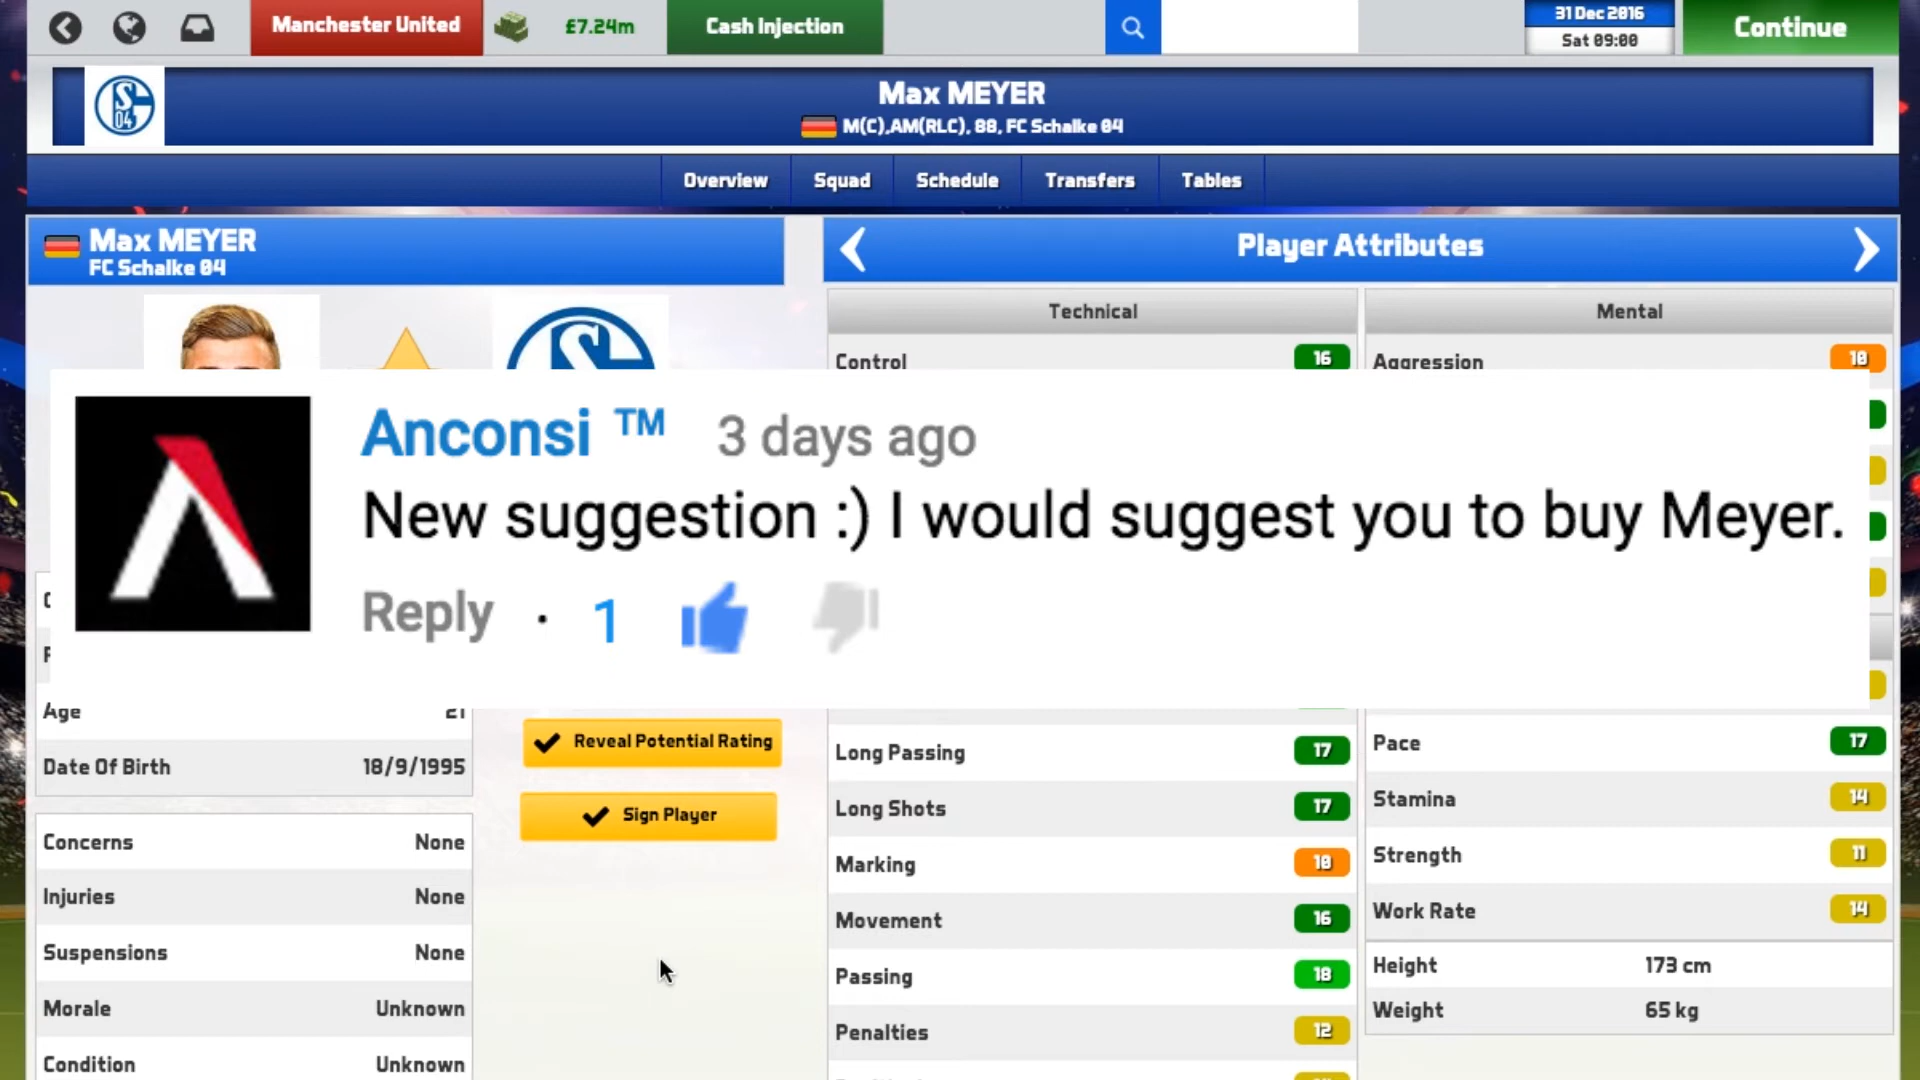 Manchester United
£7.24m
Cash Injection
31 Dec 2016
Sat 09:00
Continue
Max MEYER
M(C),AM(RLC), 88, FC Schalke 04
Overview
Squad
Schedule
Transfers
Tables
Max MEYER
FC Schalke 04
Player Attributes
Technical
Mental
S
04
Control 16
Aggression 10
Anconsi ™ 3 days ago
New suggestion :) I would suggest you to buy Meyer.
Reply · 1
Age 21
Date Of Birth 18/9/1995
Concerns None
Injuries None
Suspensions None
Morale Unknown
Condition Unknown
Reveal Potential Rating
Sign Player
Long Passing 17
Long Shots 17
Marking 10
Movement 16
Passing 18
Penalties 12
Pace 17
Stamina 14
Strength 11
Work Rate 14
Height 173 cm
Weight 65 kg